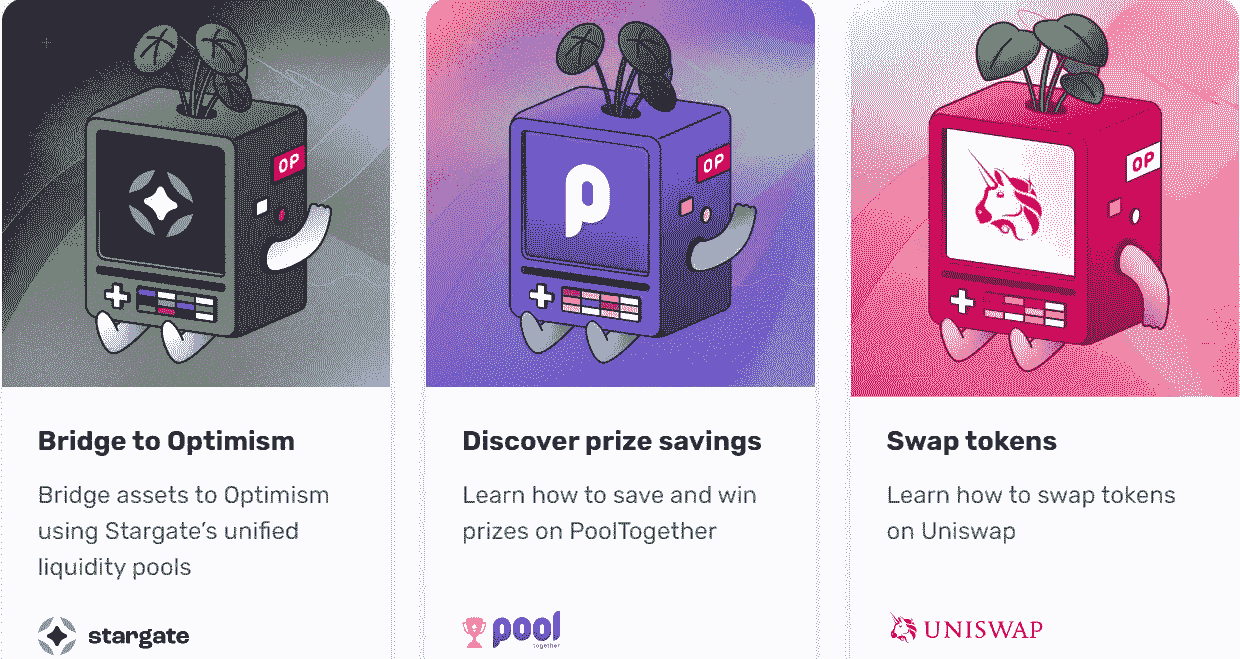 OP
P
OP
OP
Bridge to Optimism
Bridge assets to Optimism
using Stargate’s unified
liquidity pools
stargate
Discover prize savings
Learn how to save and win
prizes on PoolTogether
pool
together
Swap tokens
Learn how to swap tokens
on Uniswap
UNISWAP